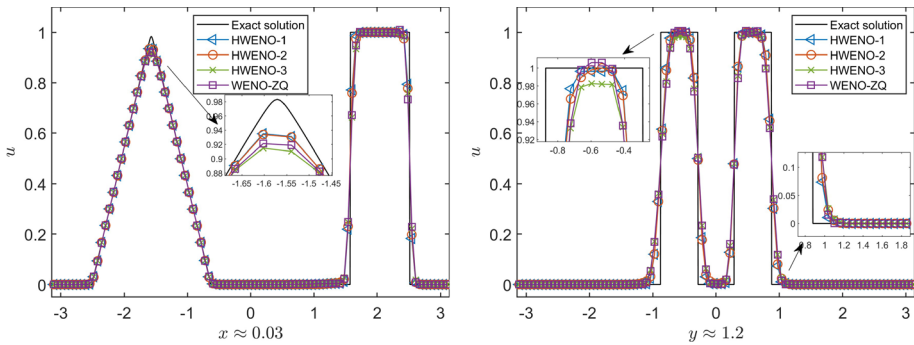 1
0.8
0.6
0.4
0.2
0
u
-3 -2 -1 0 1 2 3
x ≈ 0.03
Exact solution
HWENO-1
HWENO-2
HWENO-3
WENO-ZQ
0.98
0.96
0.94
0.92
0.9
0.88
-1.65 -1.6 -1.55 -1.5 -1.45
1
0.8
0.6
0.4
0.2
0
u
-3 -2 -1 0 1 2 3
y ≈ 1.2
Exact solution
HWENO-1
HWENO-2
HWENO-3
WENO-ZQ
1
0.98
0.96
0.94
0.92
-0.8 -0.6 -0.4
0.1
0.05
0
0.8 1 1.2 1.4 1.6 1.8